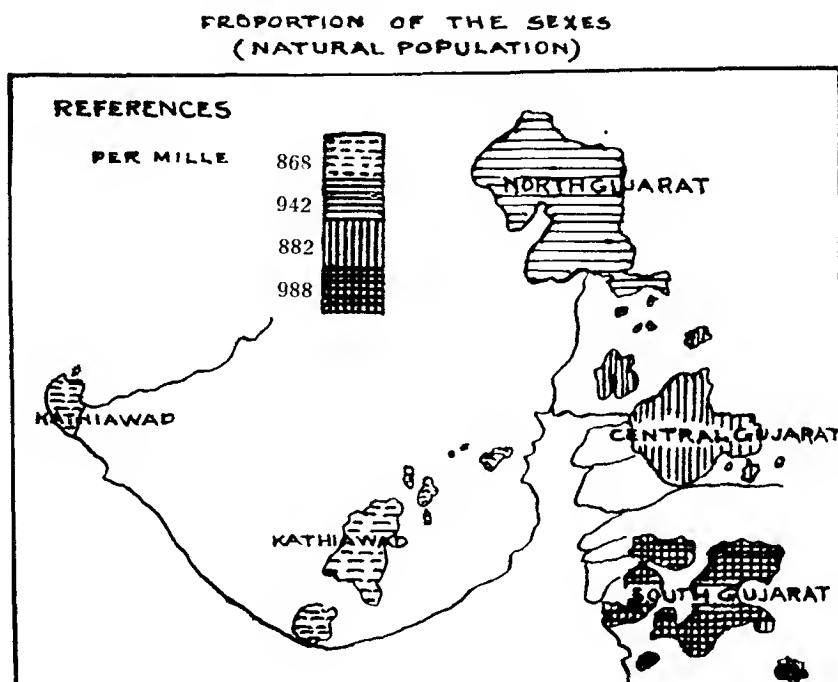 PROPORTION OF THE SEXES
(NATURAL POPULATION)
REFERENCES
PER MILLE
868
942
882
988
NORTH GUJARAT
KATHIAWAD
CENTRAL GUJARAT
KATHIAWAD
SOUTH GUJARAT